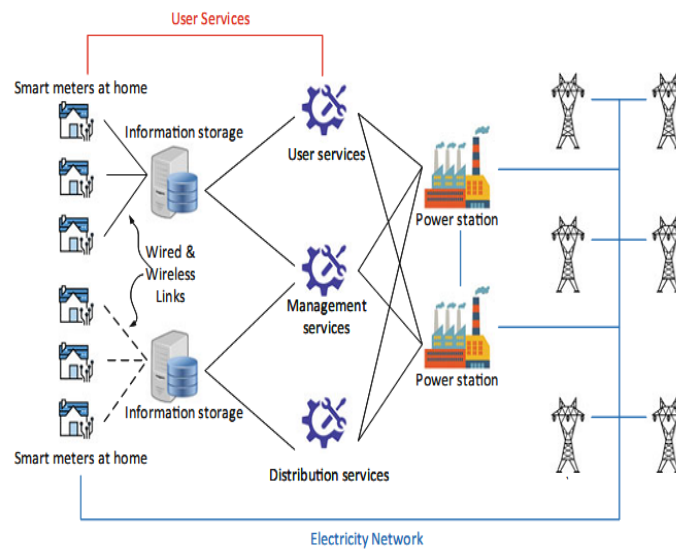 User Services
Smart meters at home
Information storage
User services
Power station
Wired &
Wireless
Links
Management
services
Power station
Information storage
Smart meters at home
Distribution services
Electricity Network